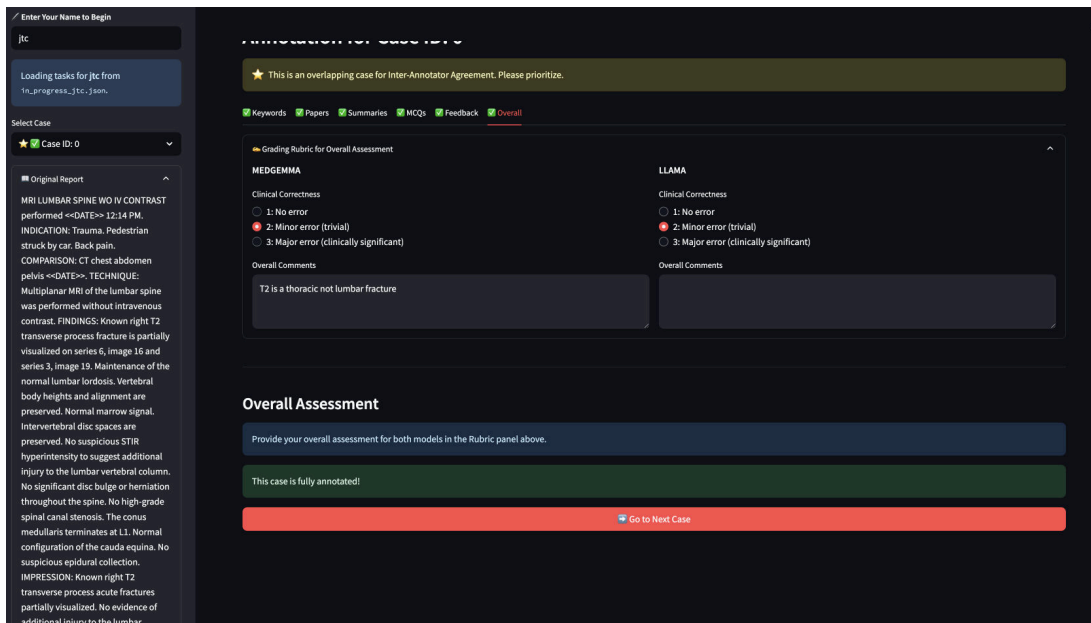 Enter Your Name to Begin
jtc
Loading tasks for jtc from
in_progress_jtc.json.
Select Case
Case ID: 0
Original Report
MRI LUMBAR SPINE WO IV CONTRAST
performed <<DATE>> 12:14 PM.
INDICATION: Trauma. Pedestrian
struck by car. Back pain.
COMPARISON: CT chest abdomen
pelvis <<DATE>>. TECHNIQUE:
Multiplanar MRI of the lumbar spine
was performed without intravenous
contrast. FINDINGS: Known right T2
transverse process fracture is partially
visualized on series 6, image 16 and
series 3, image 19. Maintenance of the
normal lumbar lordosis. Vertebral
body heights and alignment are
preserved. Normal marrow signal.
Intervertebral disc spaces are
preserved. No suspicious STIR
hyperintensity to suggest additional
injury to the lumbar vertebral column.
No significant disc bulge or herniation
throughout the spine. No high-grade
spinal canal stenosis. The conus
medullaris terminates at L1. Normal
configuration of the cauda equina. No
suspicious epidural collection.
IMPRESSION: Known right T2
transverse process acute fractures
partially visualized. No evidence of
additional injury to the lumbar
Annotation for Case ID: 0
This is an overlapping case for Inter-Annotator Agreement. Please prioritize.
Keywords Papers Summaries MCQs Feedback Overall
Grading Rubric for Overall Assessment
MEDGEMMA
Clinical Correctness
1: No error
2: Minor error (trivial)
3: Major error (clinically significant)
Overall Comments
T2 is a thoracic not lumbar fracture
LLAMA
Clinical Correctness
1: No error
2: Minor error (trivial)
3: Major error (clinically significant)
Overall Comments
Overall Assessment
Provide your overall assessment for both models in the Rubric panel above.
This case is fully annotated!
Go to Next Case